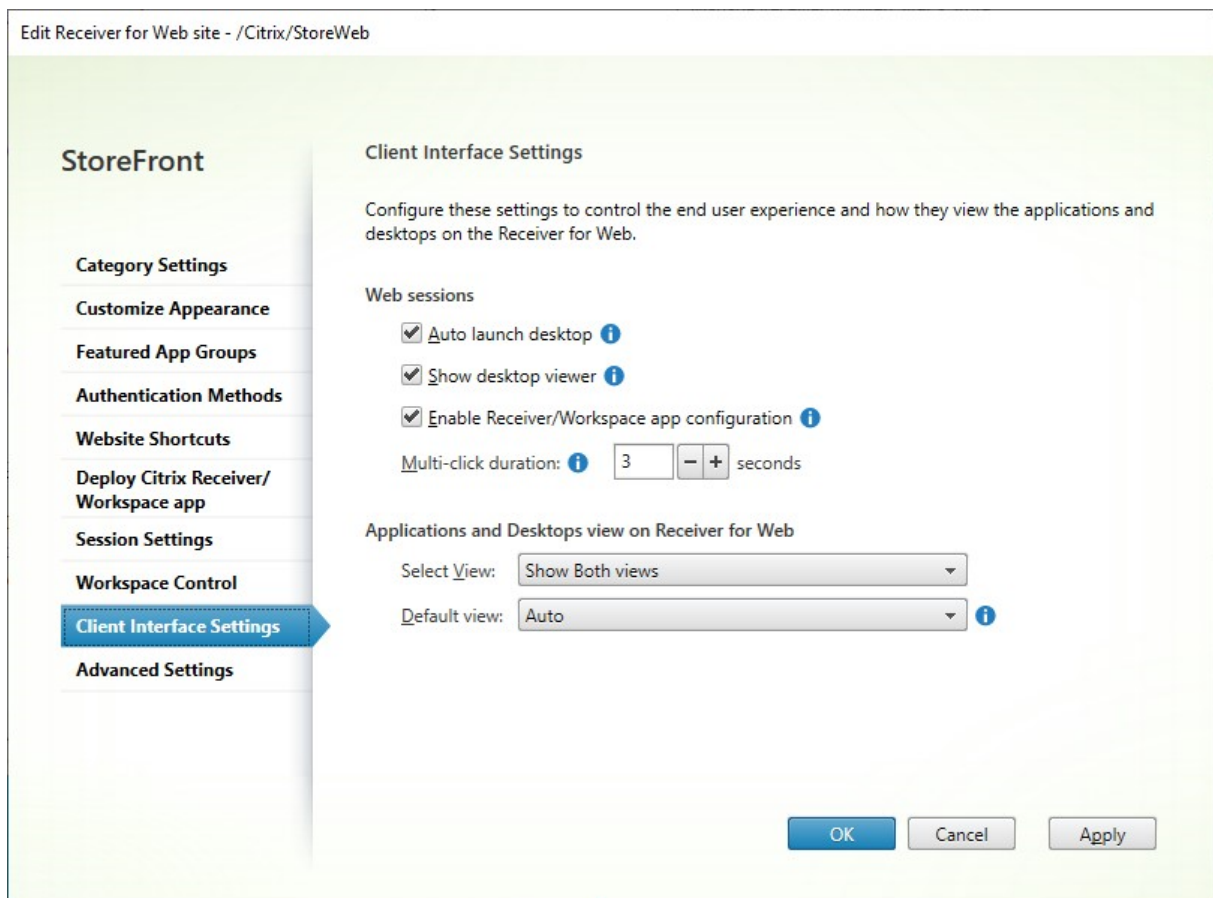 Edit Receiver for Web site - /Citrix/StoreWeb
StoreFront
Category Settings
Customize Appearance
Featured App Groups
Authentication Methods
Website Shortcuts
Deploy Citrix Receiver/
Workspace app
Session Settings
Workspace Control
Client Interface Settings
Advanced Settings
Client Interface Settings
Configure these settings to control the end user experience and how they view the applications and
desktops on the Receiver for Web.
Web sessions
Auto launch desktop
Show desktop viewer
Enable Receiver/Workspace app configuration
Multi-click duration: 3 - + seconds
Applications and Desktops view on Receiver for Web
Select View: Show Both views
Default view: Auto
OK Cancel Apply